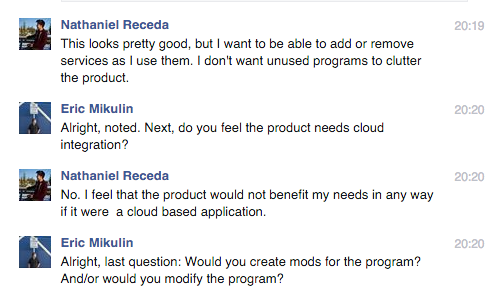 Nathaniel Receda 20:19
This looks pretty good, but I want to be able to add or remove
services as I use them. I don't want unused programs to clutter
the product.
Eric Mikulin 20:20
Alright, noted. Next, do you feel the product needs cloud
integration?
Nathaniel Receda 20:20
No. I feel that the product would not benefit my needs in any way
if it were  a cloud based application.
Eric Mikulin 20:20
Alright, last question: Would you create mods for the program?
And/or would you modify the program?